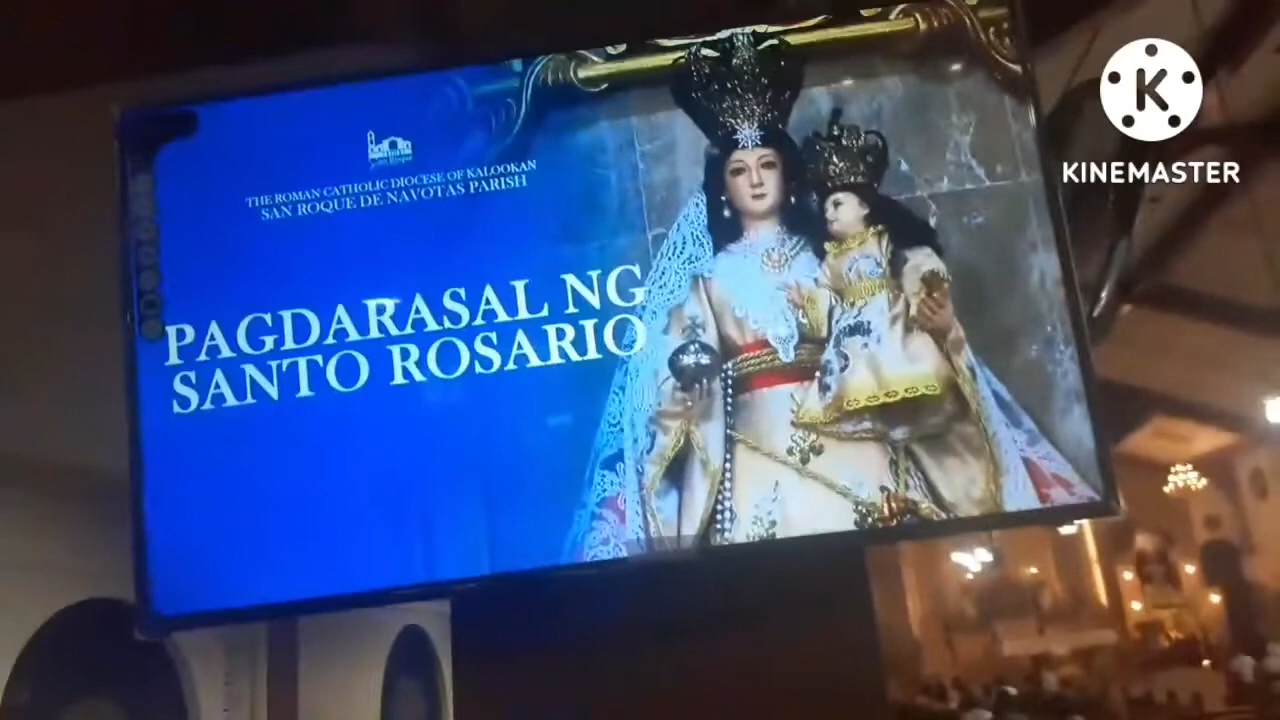 THE ROMAN CATHOLIC DIOCESE OF KALOOKAN
SAN ROQUE DE NAVOTAS PARISH
PAGDARASAL NG
SANTO ROSARIO
K
KINEMASTER